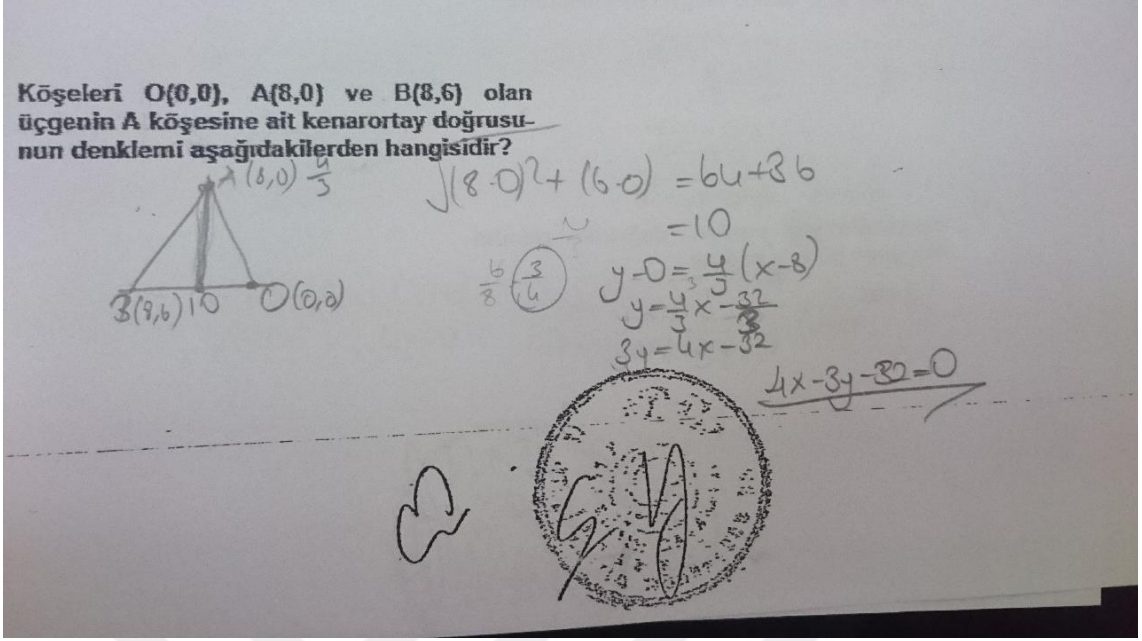 Köşeleri O(0,0), A(8,0) ve B(8,6) olan
üçgenin A köşesine ait kenarortay doğrusu-
nun denklemi aşağıdakilerden hangisidir?
A (8,0) 4/3
√(8-0)²+(6-0) = 64+36
=10
6/8 3/4
y-0= 4/3 (x-8)
B(8,6) 10 O(0,0)
y=4/3x-32/3
3y=4x-32
4x-3y-32=0